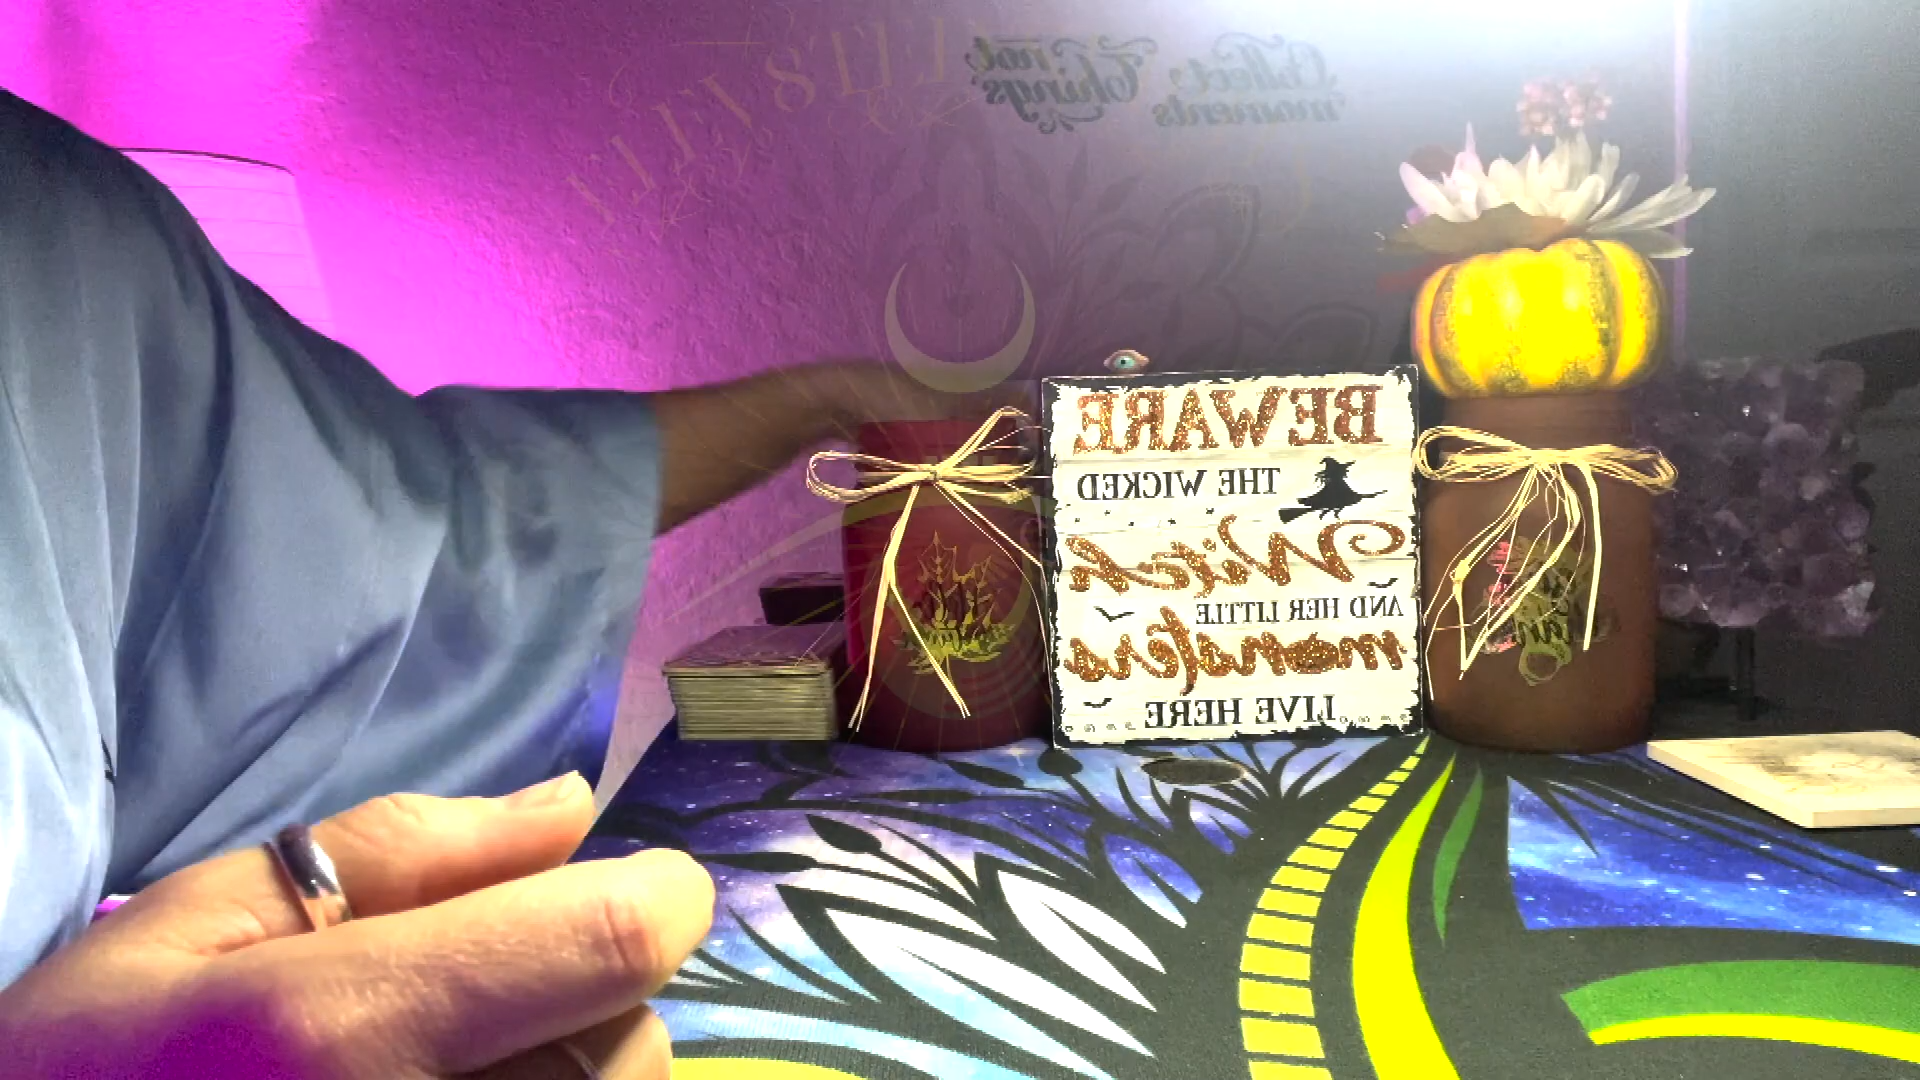 Collect
moments
not
Things
BEWARE
THE WICKED
Witch
AND HER LITTLE
monsters
LIVE HERE